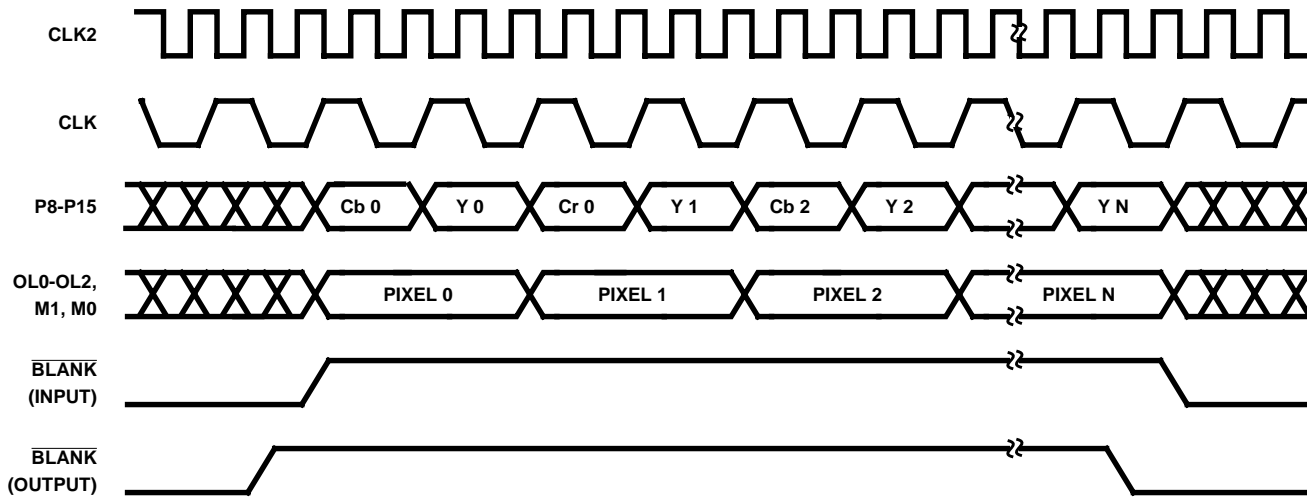 CLK2
CLK
P8-P15
Cb 0 Y 0 Cr 0 Y 1 Cb 2 Y 2 Y N
OL0-OL2,
M1, M0
PIXEL 0 PIXEL 1 PIXEL 2 PIXEL N
BLANK
(INPUT)
BLANK
(OUTPUT)